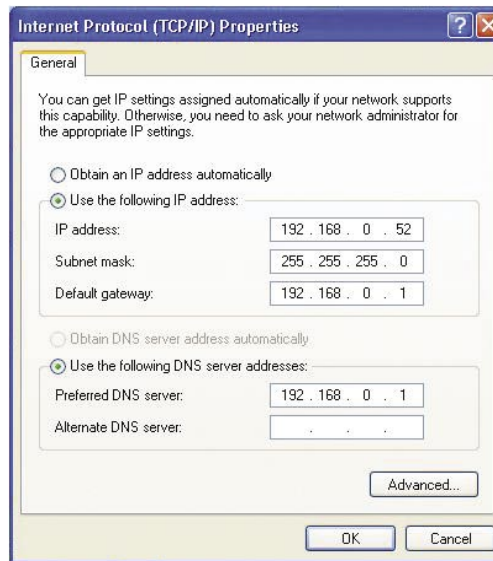 Internet Protocol (TCP/IP) Properties
General
You can get IP settings assigned automatically if your network supports
this capability. Otherwise, you need to ask your network administrator for
the appropriate IP settings.
Obtain an IP address automatically
Use the following IP address:
IP address: 192 . 168 . 0 . 52
Subnet mask: 255 . 255 . 255 . 0
Default gateway: 192 . 168 . 0 . 1
Obtain DNS server address automatically
Use the following DNS server addresses:
Preferred DNS server: 192 . 168 . 0 . 1
Alternate DNS server: . . .
Advanced...
OK Cancel